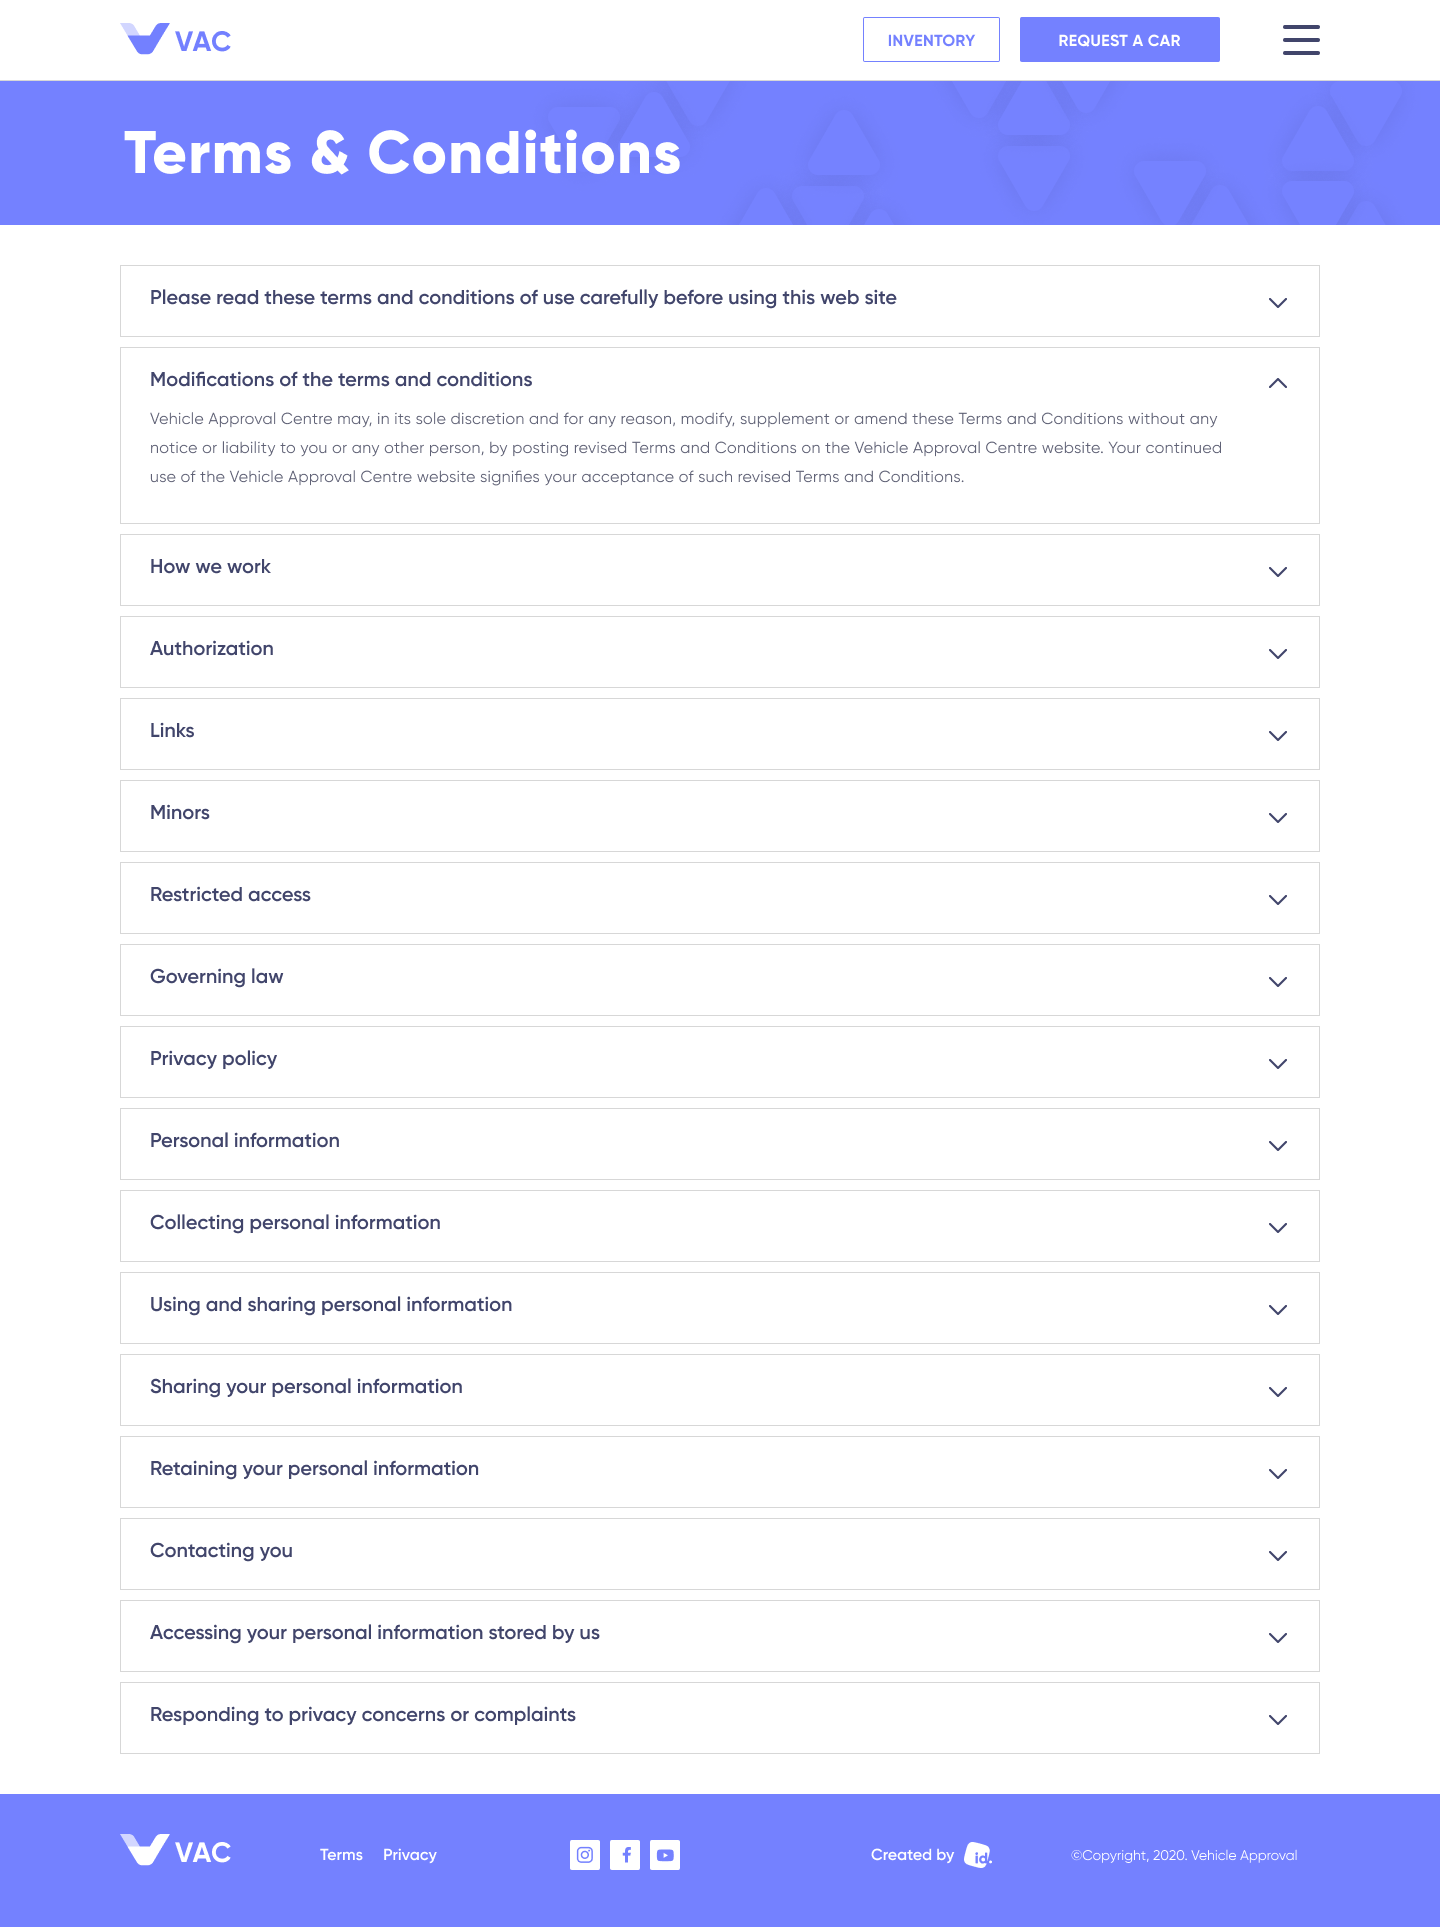 VAC
INVENTORY
REQUEST A CAR
Terms & Conditions
Please read these terms and conditions of use carefully before using this web site
Modifications of the terms and conditions
Vehicle Approval Centre may, in its sole discretion and for any reason, modify, supplement or amend these Terms and Conditions without any
notice or liability to you or any other person, by posting revised Terms and Conditions on the Vehicle Approval Centre website. Your continued
use of the Vehicle Approval Centre website signifies your acceptance of such revised Terms and Conditions.
How we work
Authorization
Links
Minors
Restricted access
Governing law
Privacy policy
Personal information
Collecting personal information
Using and sharing personal information
Sharing your personal information
Retaining your personal information
Contacting you
Accessing your personal information stored by us
Responding to privacy concerns or complaints
VAC
Terms
Privacy
Created by
id.
©Copyright, 2020. Vehicle Approval